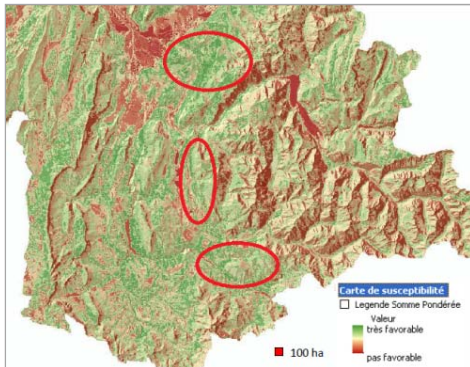 Carte de susceptibilité
Legende Somme Pondérée
Valeur
très favorable
pas favorable
100 ha